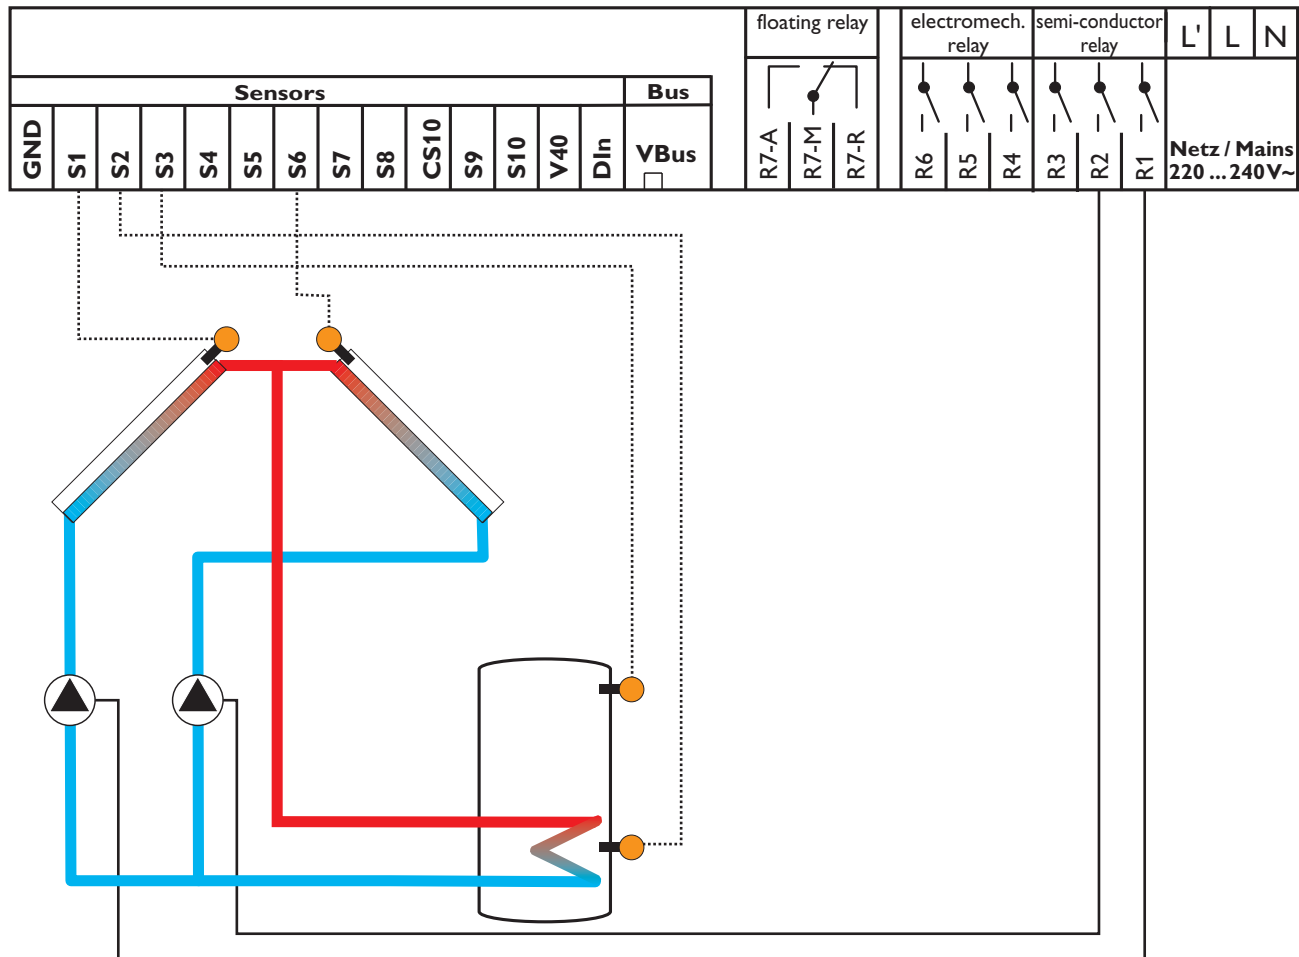 floating relay
electromech.
relay
semi-conductor
relay
L'
L
N
Sensors
Bus
GND
S1
S2
S3
S4
S5
S6
S7
S8
CS10
S9
S10
V40
DIn
VBus
R7-A
R7-M
R7-R
R6
R5
R4
R3
R2
R1
Netz / Mains
220 ... 240V~